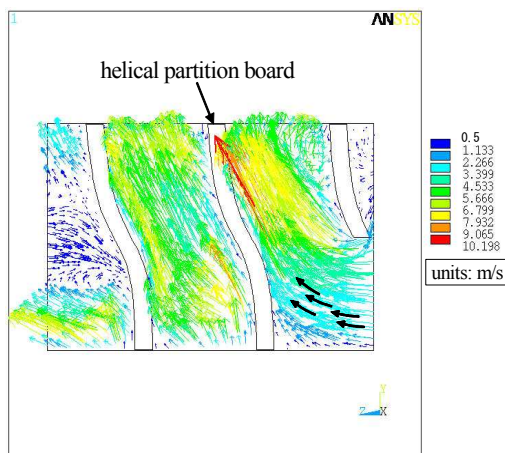 1
ANSYS
helical partition board
0.5
1.133
2.266
3.399
4.533
5.666
6.799
7.932
9.065
10.198
units: m/s
Y
Z X